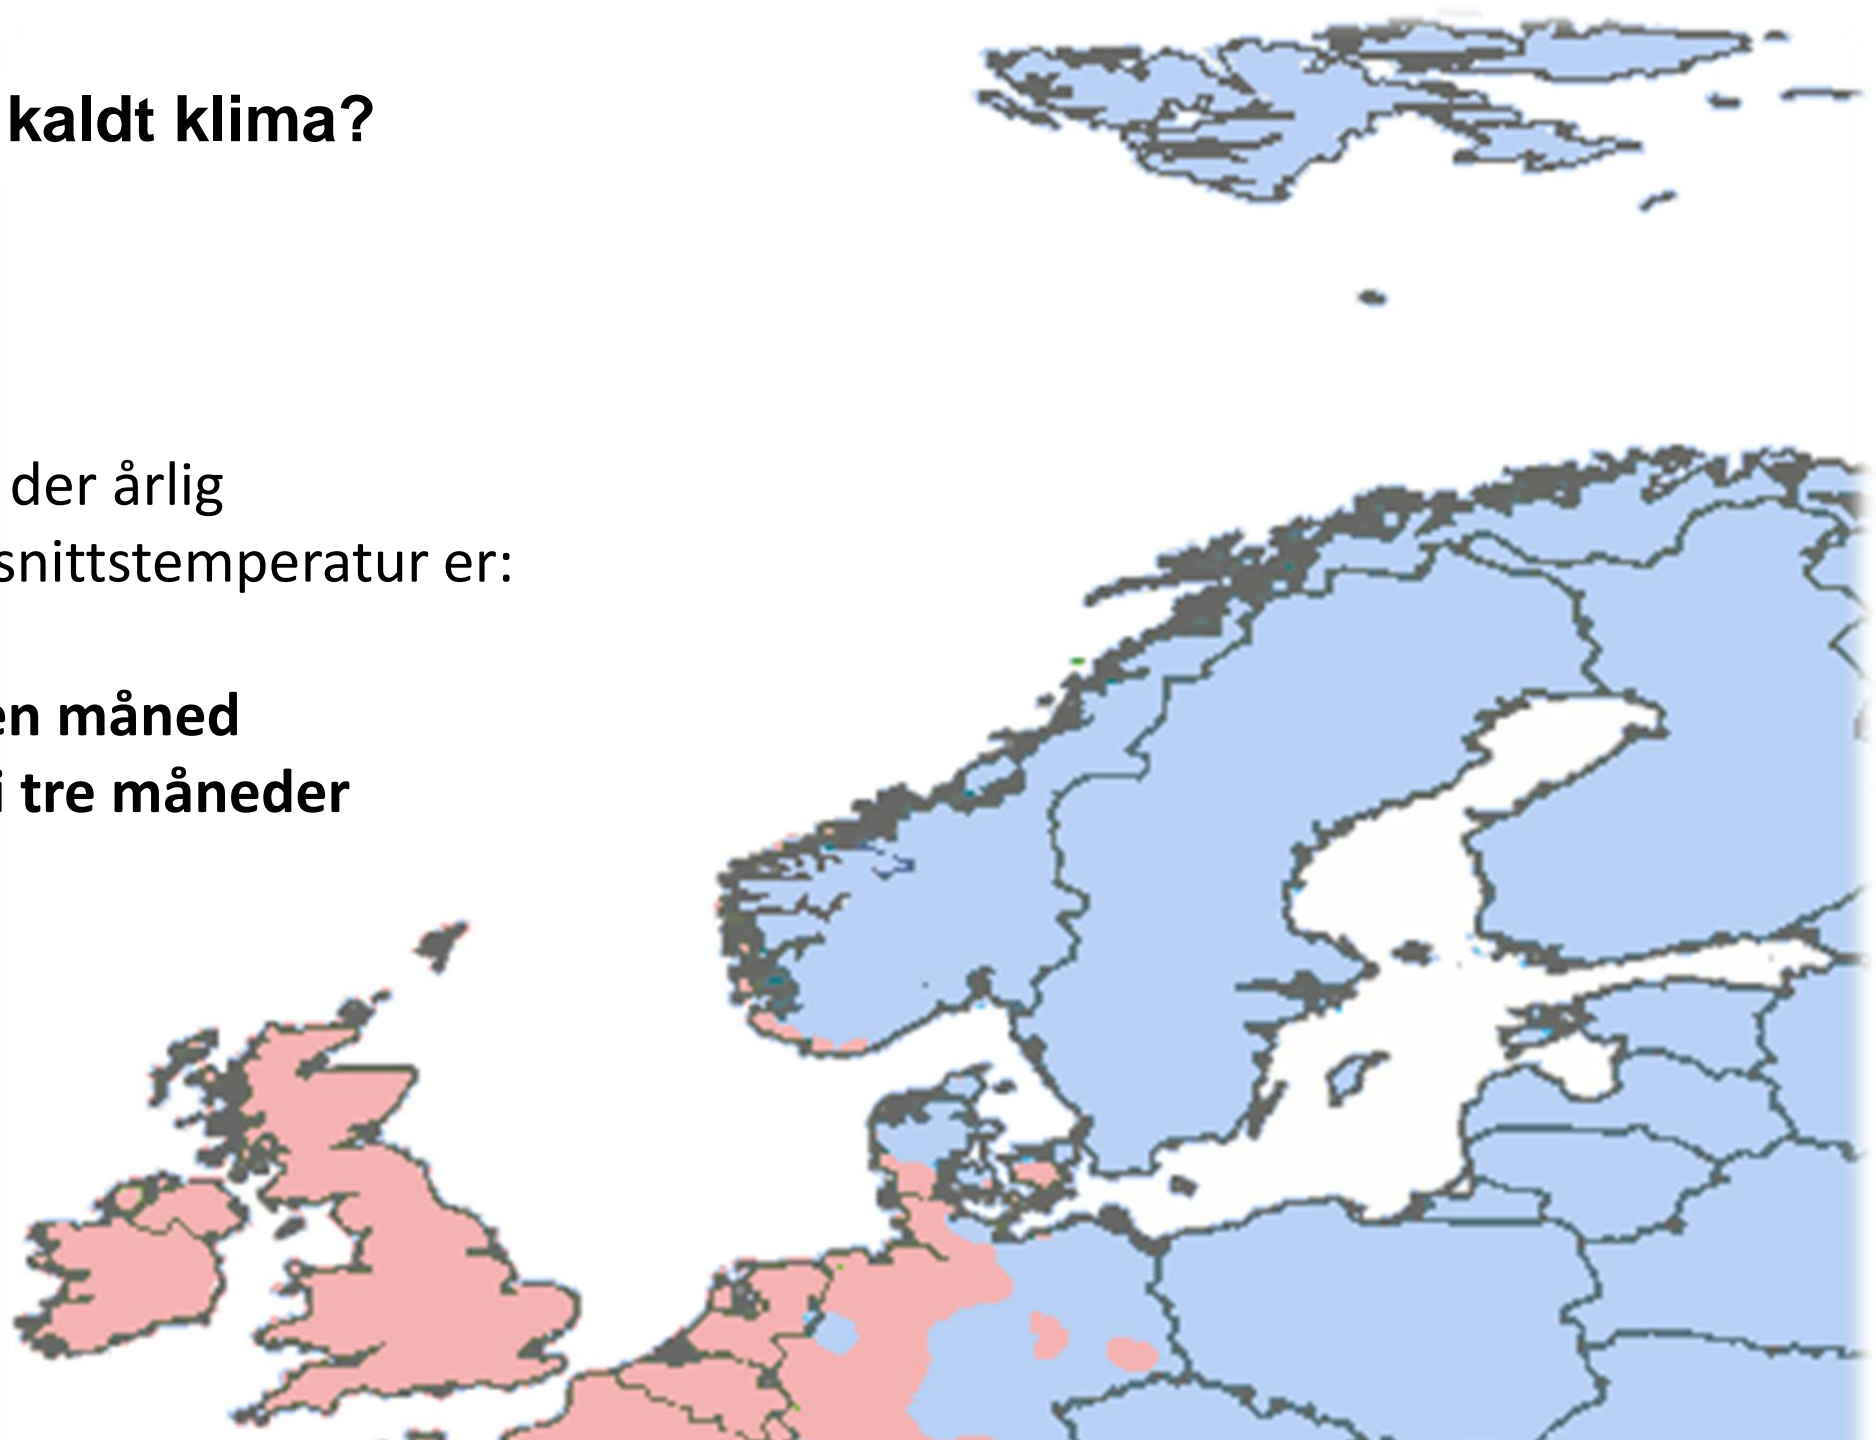 kaldt klima?
der årlig
snittstemperatur er:
en måned
i tre måneder